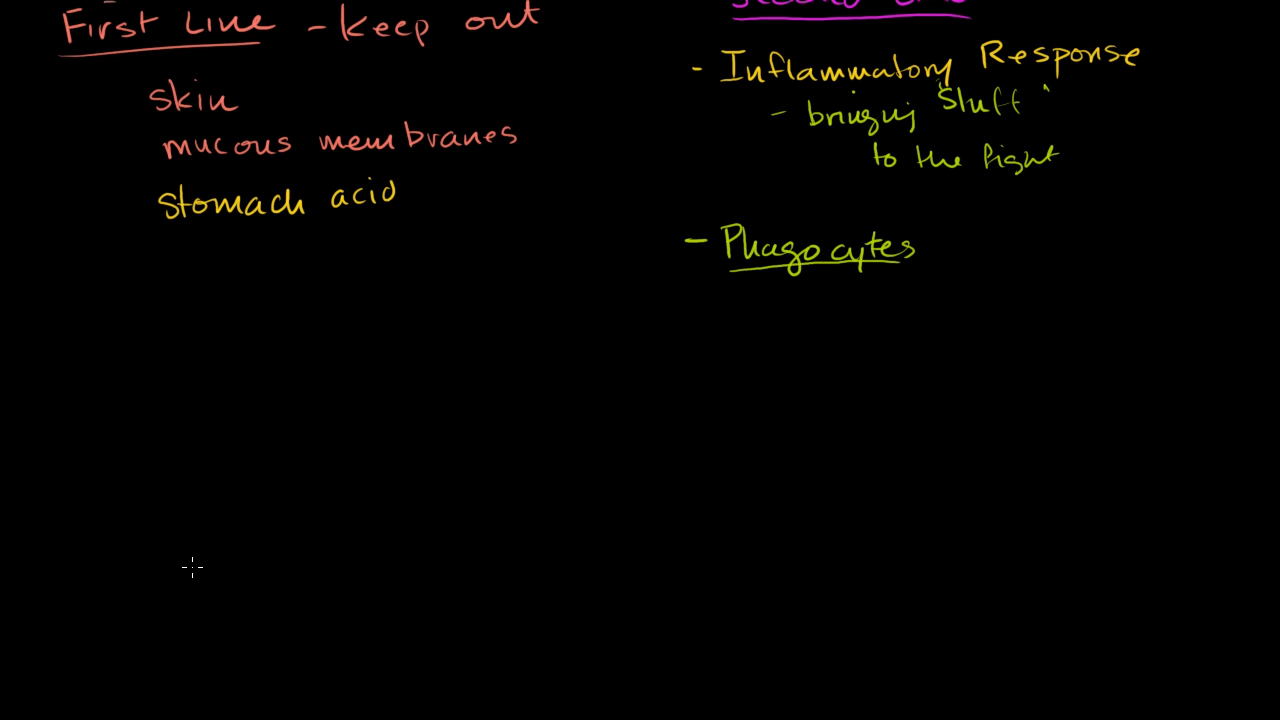 First Line - Keep out
skin
mucous membranes
stomach acid
- Inflammatory Response
- bringing stuff
to the fight
- Phagocytes